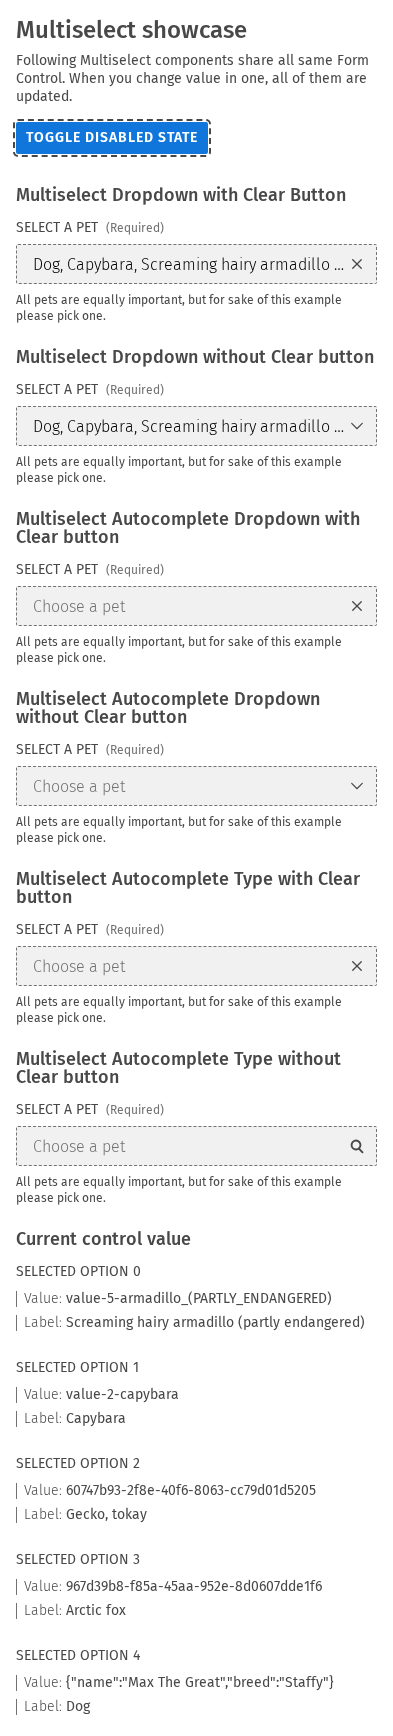 Multiselect showcase
Following Multiselect components share all same Form
Control. When you change value in one, all of them are
updated.
TOGGLE DISABLED STATE
Multiselect Dropdown with Clear Button
SELECT A PET (Required)
Dog, Capybara, Screaming hairy armadillo ...
All pets are equally important, but for sake of this example
please pick one.
Multiselect Dropdown without Clear button
SELECT A PET (Required)
Dog, Capybara, Screaming hairy armadillo ...
All pets are equally important, but for sake of this example
please pick one.
Multiselect Autocomplete Dropdown with
Clear button
SELECT A PET (Required)
Choose a pet
All pets are equally important, but for sake of this example
please pick one.
Multiselect Autocomplete Dropdown
without Clear button
SELECT A PET (Required)
Choose a pet
All pets are equally important, but for sake of this example
please pick one.
Multiselect Autocomplete Type with Clear
button
SELECT A PET (Required)
Choose a pet
All pets are equally important, but for sake of this example
please pick one.
Multiselect Autocomplete Type without
Clear button
SELECT A PET (Required)
Choose a pet
All pets are equally important, but for sake of this example
please pick one.
Current control value
SELECTED OPTION 0
Value: value-5-armadillo_(PARTLY_ENDANGERED)
Label: Screaming hairy armadillo (partly endangered)
SELECTED OPTION 1
Value: value-2-capybara
Label: Capybara
SELECTED OPTION 2
Value: 60747b93-2f8e-40f6-8063-cc79d01d5205
Label: Gecko, tokay
SELECTED OPTION 3
Value: 967d39b8-f85a-45aa-952e-8d0607dde1f6
Label: Arctic fox
SELECTED OPTION 4
Value: {"name":"Max The Great","breed":"Staffy"}
Label: Dog